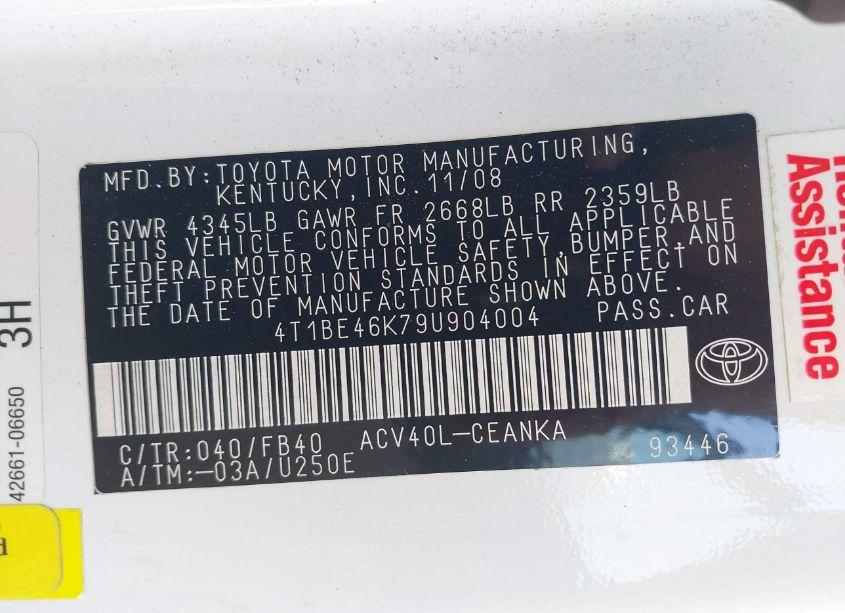 MFD.BY:TOYOTA MOTOR MANUFACTURING,
KENTUCKY,INC.11/08
GVWR 4345LB GAWR FR 2668LB RR 2359LB
THIS VEHICLE CONFORMS TO ALL APPLICABLE
FEDERAL MOTOR VEHICLE SAFETY,BUMPER,AND
THEFT PREVENTION STANDARDS IN EFFECT ON
THE DATE OF MANUFACTURE SHOWN ABOVE.
4T1BE46K79U904004 PASS.CAR
C/TR:040/FB40 ACV40L-CEANKA
A/TM:-03A/U250E 93446
42661-06650
3H
Assistance